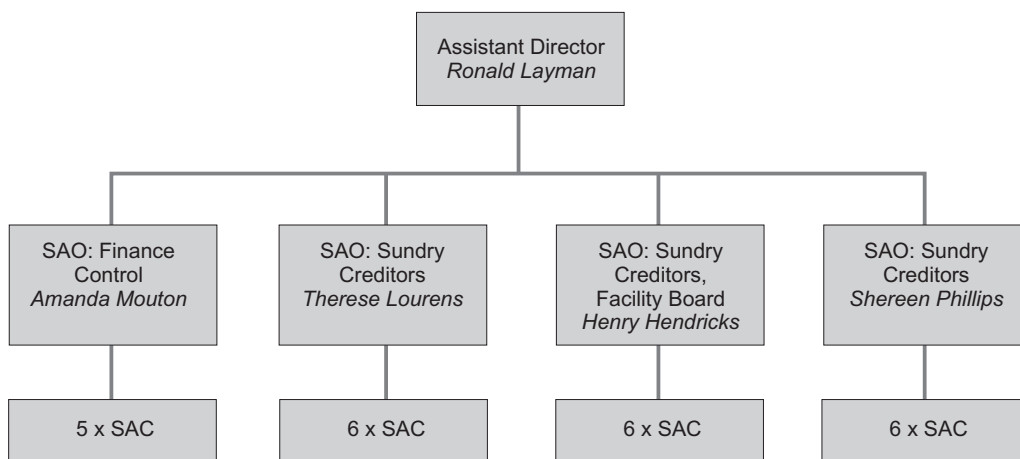 Assistant Director
Ronald Layman
SAO: Finance
Control
Amanda Mouton
SAO: Sundry
Creditors
Therese Lourens
SAO: Sundry
Creditors,
Facility Board
Henry Hendricks
SAO: Sundry
Creditors
Shereen Phillips
5 x SAC
6 x SAC
6 x SAC
6 x SAC